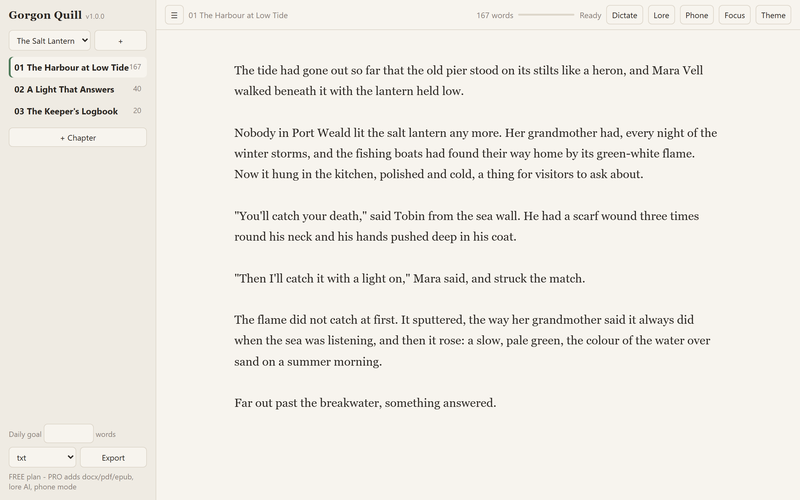 Gorgon Quill v1.0.0
☰ 01 The Harbour at Low Tide 167 words Ready Dictate Lore Phone Focus Theme
The Salt Lantern +
01 The Harbour at Low Tide 167
02 A Light That Answers 40
03 The Keeper's Logbook 20
+ Chapter
The tide had gone out so far that the old pier stood on its stilts like a heron, and Mara Vell
walked beneath it with the lantern held low.
Nobody in Port Weald lit the salt lantern any more. Her grandmother had, every night of the
winter storms, and the fishing boats had found their way home by its green-white flame.
Now it hung in the kitchen, polished and cold, a thing for visitors to ask about.
"You'll catch your death," said Tobin from the sea wall. He had a scarf wound three times
round his neck and his hands pushed deep in his coat.
"Then I'll catch it with a light on," Mara said, and struck the match.
The flame did not catch at first. It sputtered, the way her grandmother said it always did
when the sea was listening, and then it rose: a slow, pale green, the colour of the water over
sand on a summer morning.
Far out past the breakwater, something answered.
Daily goal words
txt Export
FREE plan - PRO adds docx/pdf/epub,
lore AI, phone mode